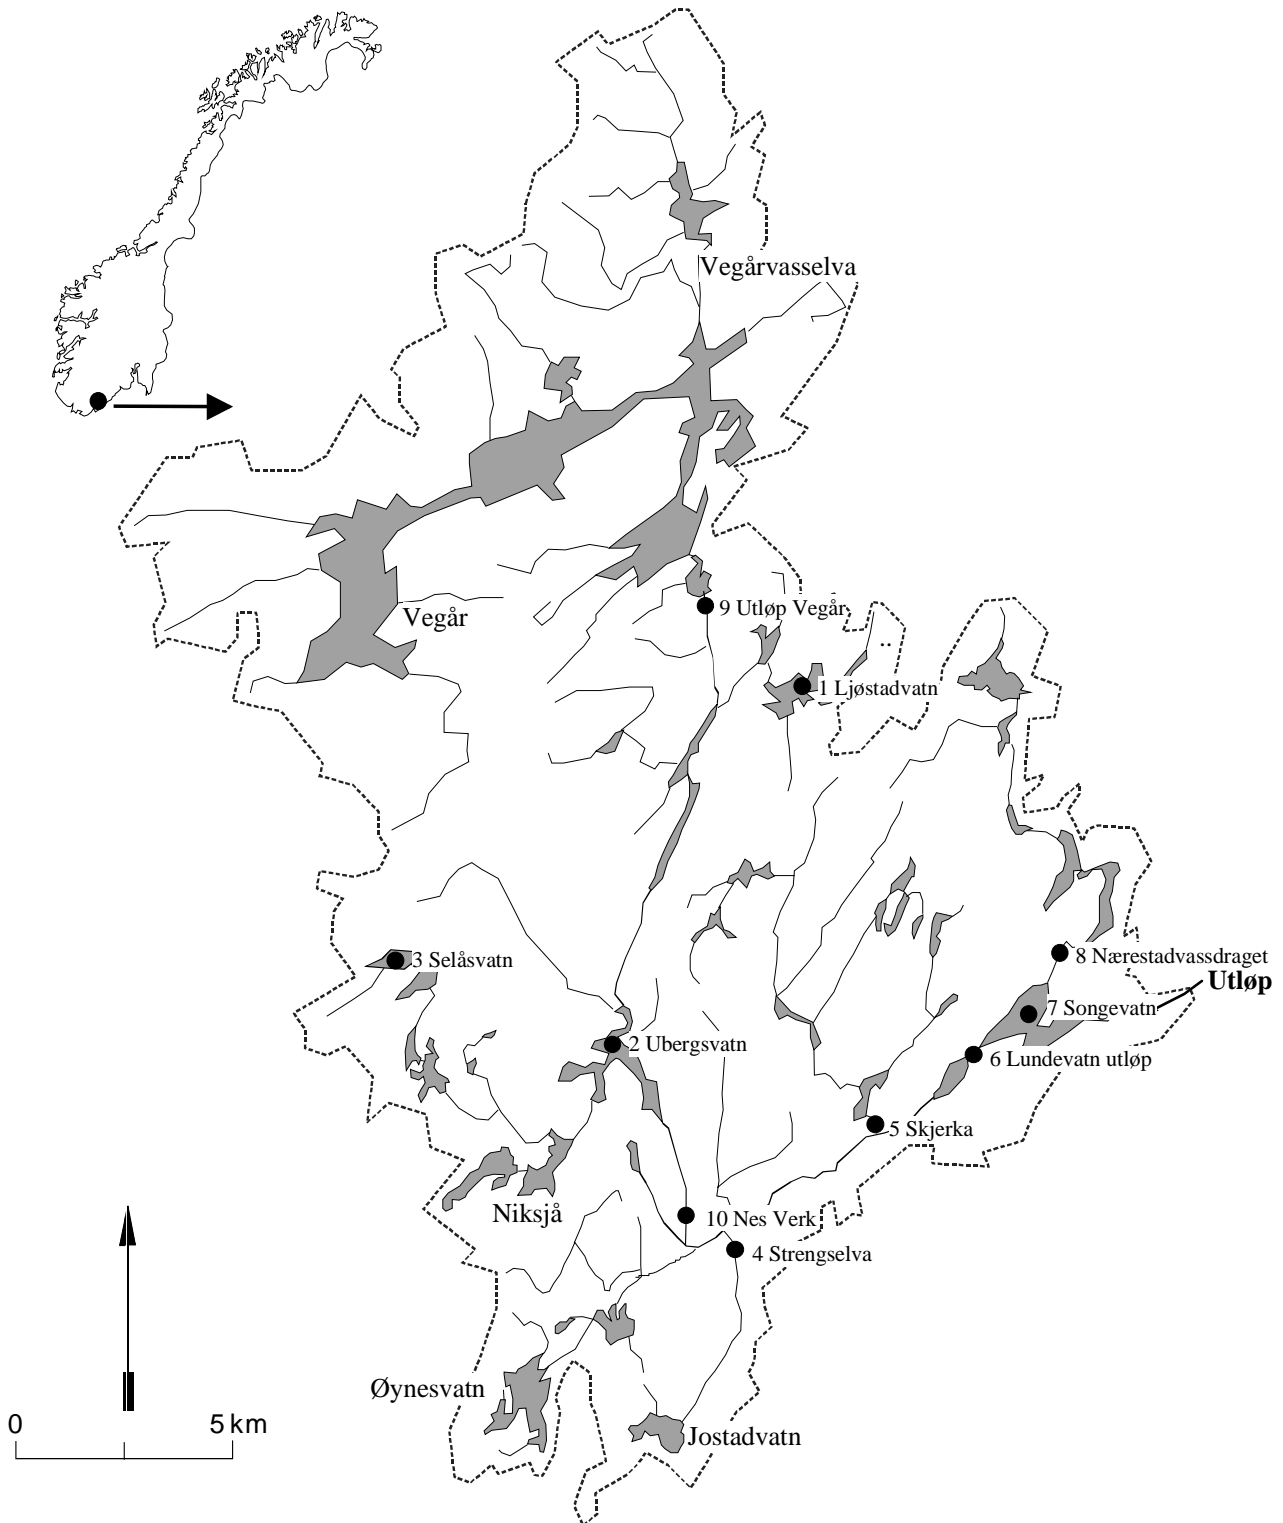 Vegårvasselva
9 Utløp Vegår
Vegår
1 Ljøstadvatn
3 Selåsvatn
8 Nærestadvassdraget
Utløp
7 Songevatn
2 Ubergsvatn
6 Lundevatn utløp
5 Skjerka
Niksjå
10 Nes Verk
4 Strengselva
Øynesvatn
0 5 km
Jostadvatn